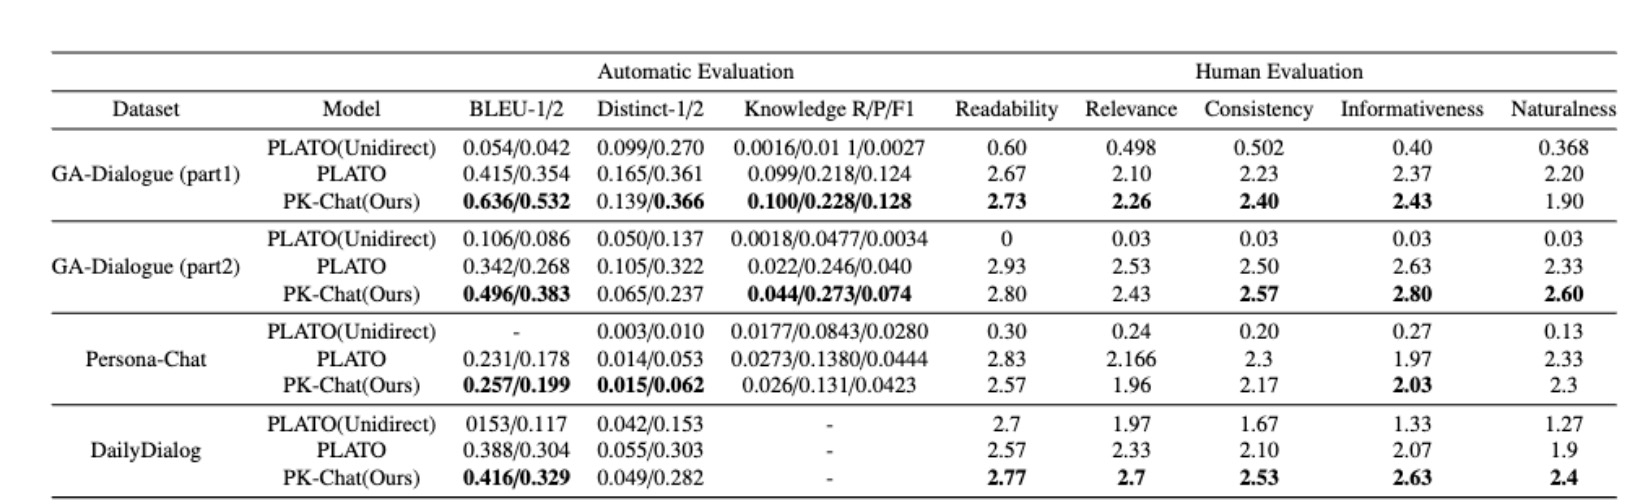 Automatic Evaluation Human Evaluation
Dataset Model BLEU-1/2 Distinct-1/2 Knowledge R/P/F1 Readability Relevance Consistency Informativeness Naturalness
PLATO(Unidirect) 0.054/0.042 0.099/0.270 0.0016/0.01 1/0.0027 0.60 0.498 0.502 0.40 0.368
GA-Dialogue (part1) PLATO 0.415/0.354 0.165/0.361 0.099/0.218/0.124 2.67 2.10 2.23 2.37 2.20
PK-Chat(Ours) 0.636/0.532 0.139/0.366 0.100/0.228/0.128 2.73 2.26 2.40 2.43 1.90
PLATO(Unidirect) 0.106/0.086 0.050/0.137 0.0018/0.0477/0.0034 0 0.03 0.03 0.03 0.03
GA-Dialogue (part2) PLATO 0.342/0.268 0.105/0.322 0.022/0.246/0.040 2.93 2.53 2.50 2.63 2.33
PK-Chat(Ours) 0.496/0.383 0.065/0.237 0.044/0.273/0.074 2.80 2.43 2.57 2.80 2.60
PLATO(Unidirect) - 0.003/0.010 0.0177/0.0843/0.0280 0.30 0.24 0.20 0.27 0.13
Persona-Chat PLATO 0.231/0.178 0.014/0.053 0.0273/0.1380/0.0444 2.83 2.166 2.3 1.97 2.33
PK-Chat(Ours) 0.257/0.199 0.015/0.062 0.026/0.131/0.0423 2.57 1.96 2.17 2.03 2.3
PLATO(Unidirect) 0153/0.117 0.042/0.153 - 2.7 1.97 1.67 1.33 1.27
DailyDialog PLATO 0.388/0.304 0.055/0.303 - 2.57 2.33 2.10 2.07 1.9
PK-Chat(Ours) 0.416/0.329 0.049/0.282 - 2.77 2.7 2.53 2.63 2.4